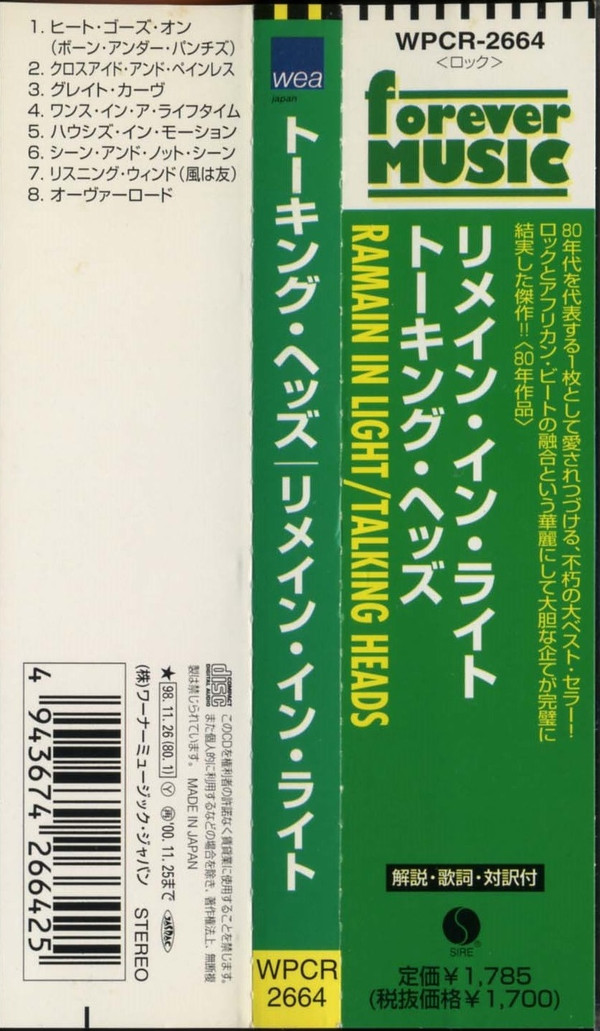 1. ヒート・ゴーズ・オン
(ボーン・アンダー・パンチズ)
2. クロスアイド・アンド・ペインレス
3. グレイト・カーヴ
4. ワンス・イン・ア・ライフタイム
5. ハウシズ・イン・モーション
6. シーン・アンド・ノット・シーン
7. リスニング・ウィンド(風は友)
8. オーヴァーロード
COMPACT
disc
DIGITAL AUDIO
このCDを権利者の許諾なく賃貸業に使用することを禁じます。
また個人的に利用するなどの場合を除き、著作権法上、無断複
製は禁じられています。 MADE IN JAPAN
★'98.11.26(80.1)Ⓨ 再'00.11.25まで JASRAC
(株)ワーナーミュージック・ジャパン STEREO
4 943674 266425
wea
japan
トーキング・ヘッズ|リメイン・イン・ライト
WPCR
2664
WPCR-2664
<ロック>
forever
MUSIC
80年代を代表する1枚として愛されつづける、不朽の大ベスト・セラー!
ロックとアフリカン・ビートの融合という華麗にして大胆な企てが完璧に
結実した傑作!!〈80年作品〉
リメイン・イン・ライト
トーキング・ヘッズ
RAMAIN IN LIGHT/TALKING HEADS
解説・歌詞・対訳付
SIRE®
定価¥1,785
(税抜価格¥1,700)